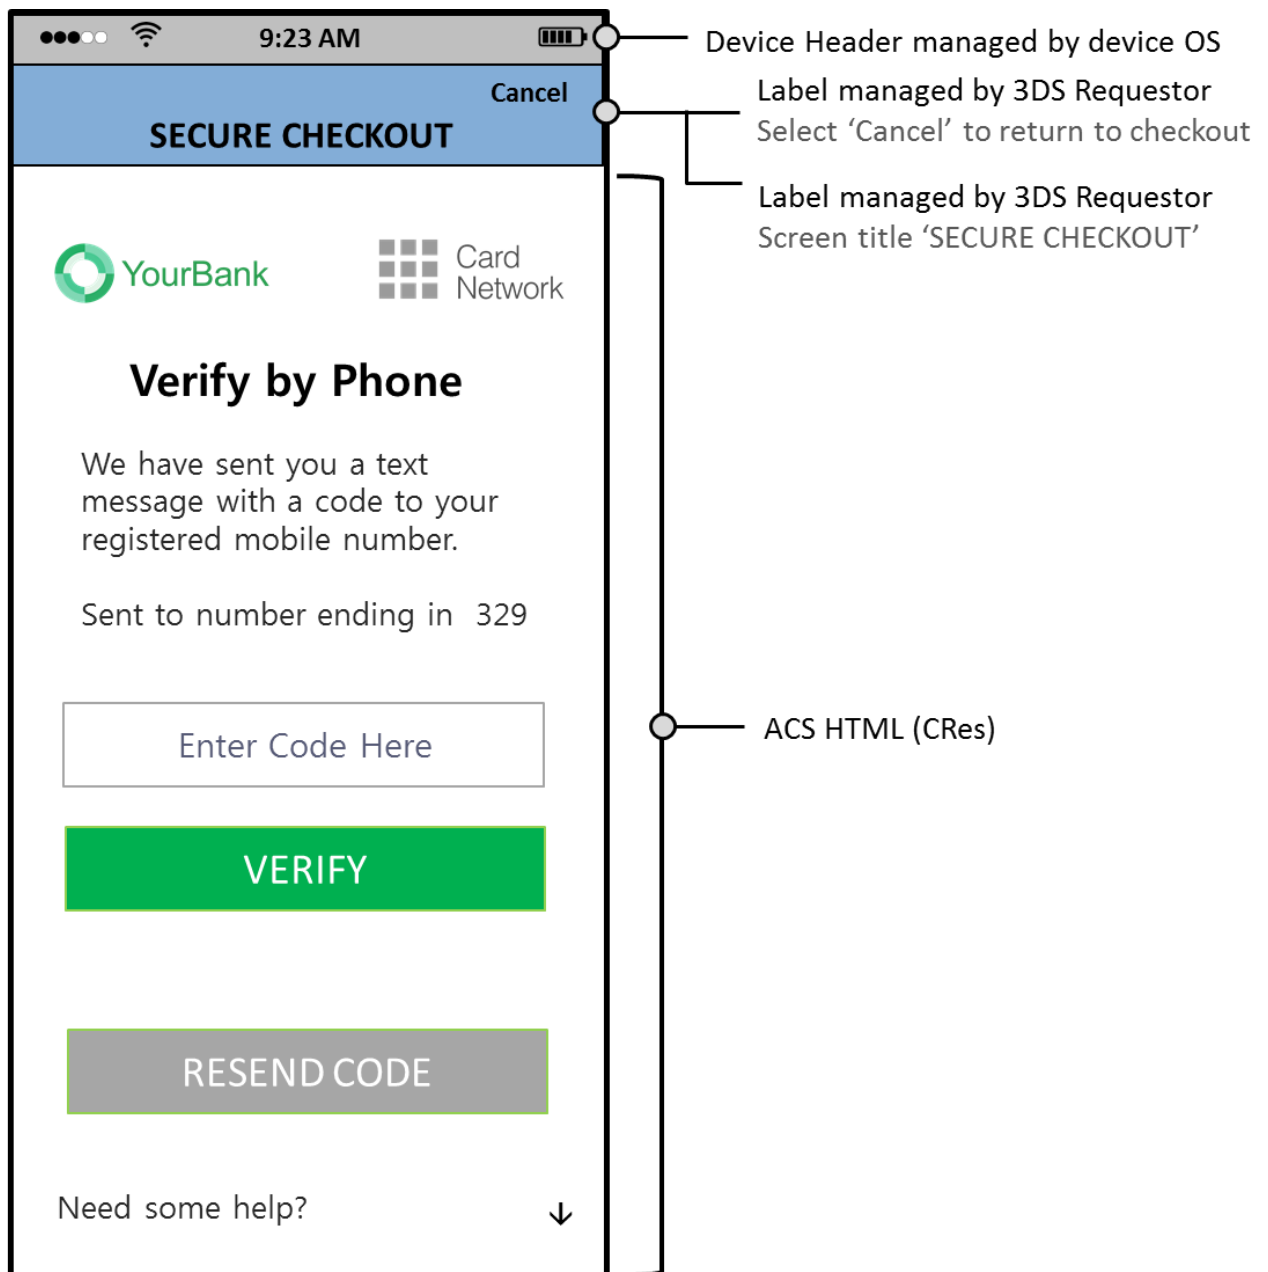 9:23 AM
Device Header managed by device OS
Cancel
Label managed by 3DS Requestor
Select ‘Cancel’ to return to checkout
SECURE CHECKOUT
Label managed by 3DS Requestor
Screen title ‘SECURE CHECKOUT’
YourBank
Card
Network
Verify by Phone
We have sent you a text
message with a code to your
registered mobile number.
Sent to number ending in 329
Enter Code Here
ACS HTML (CRes)
VERIFY
RESEND CODE
Need some help?